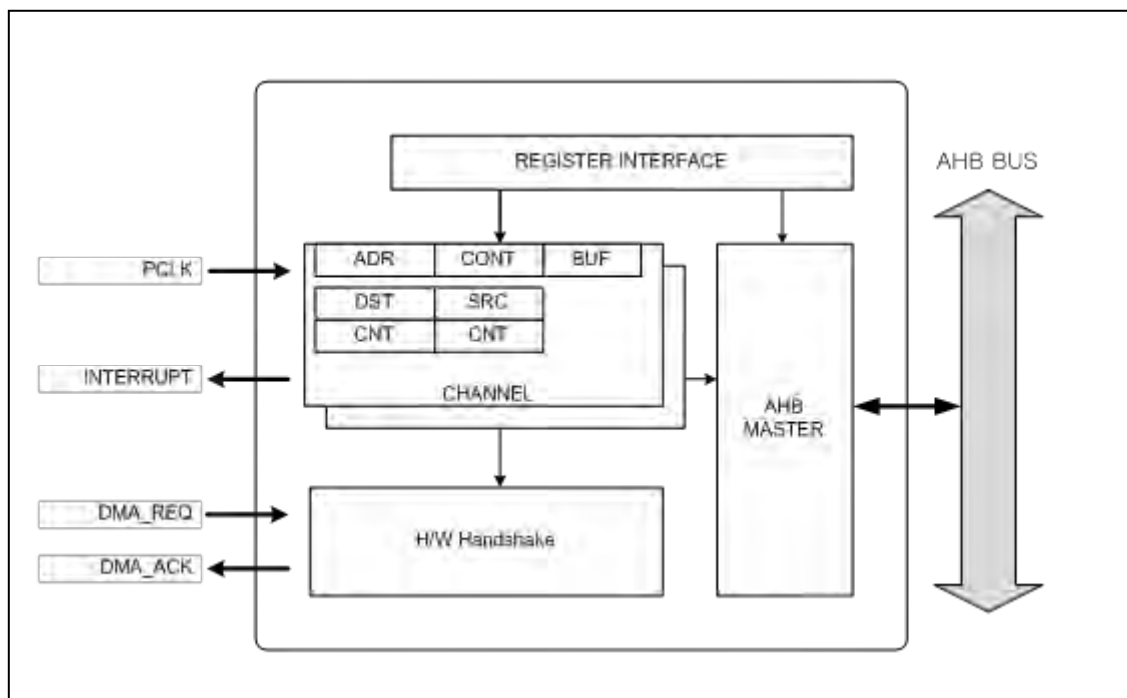 REGISTER INTERFACE
AHB BUS
PCLK
ADR CONT BUF
DST SRC
CNT CNT
INTERRUPT
CHANNEL
AHB
MASTER
DMA_REQ
H/W Handshake
DMA_ACK